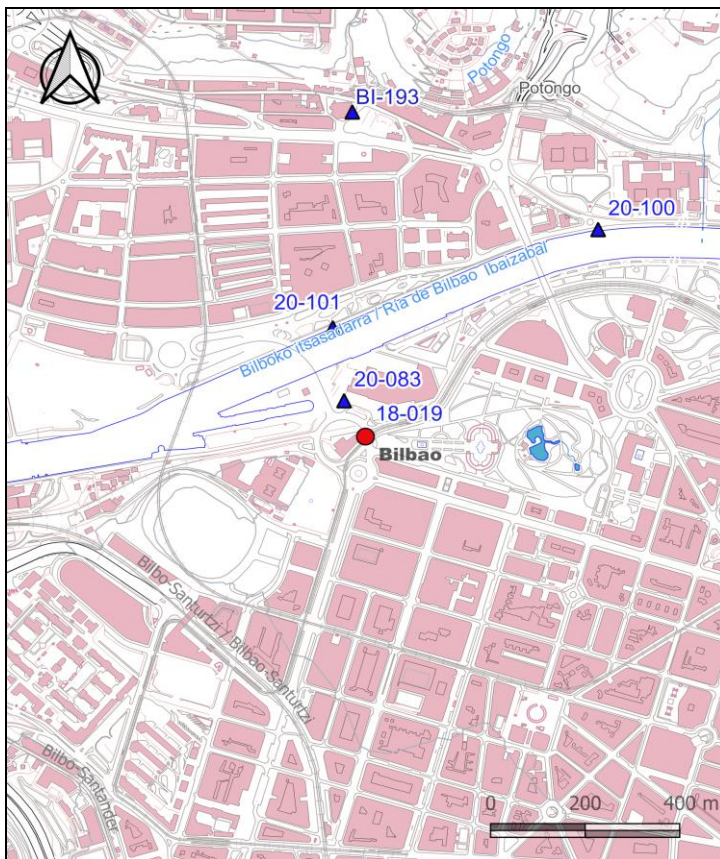 BI-193
Potongo
Potongo
20-100
20-101
Bilboko itsasadarra / Ría de Bilbao Ibaizabal
20-083
18-019
Bilbao
Bilbo-Santurtzi / Bilbao-Santurtzi
Bilbao-Santander
0 200 400 m